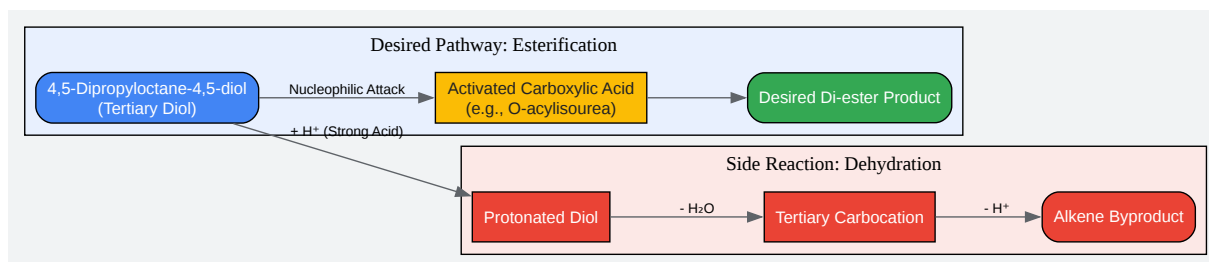 Desired Pathway: Esterification
4,5-Dipropyloctane-4,5-diol
(Tertiary Diol)
Nucleophilic Attack
Activated Carboxylic Acid
(e.g., O-acylisourea)
Desired Di-ester Product
+ H⁺ (Strong Acid)
Side Reaction: Dehydration
Protonated Diol
- H₂O
Tertiary Carbocation
- H⁺
Alkene Byproduct